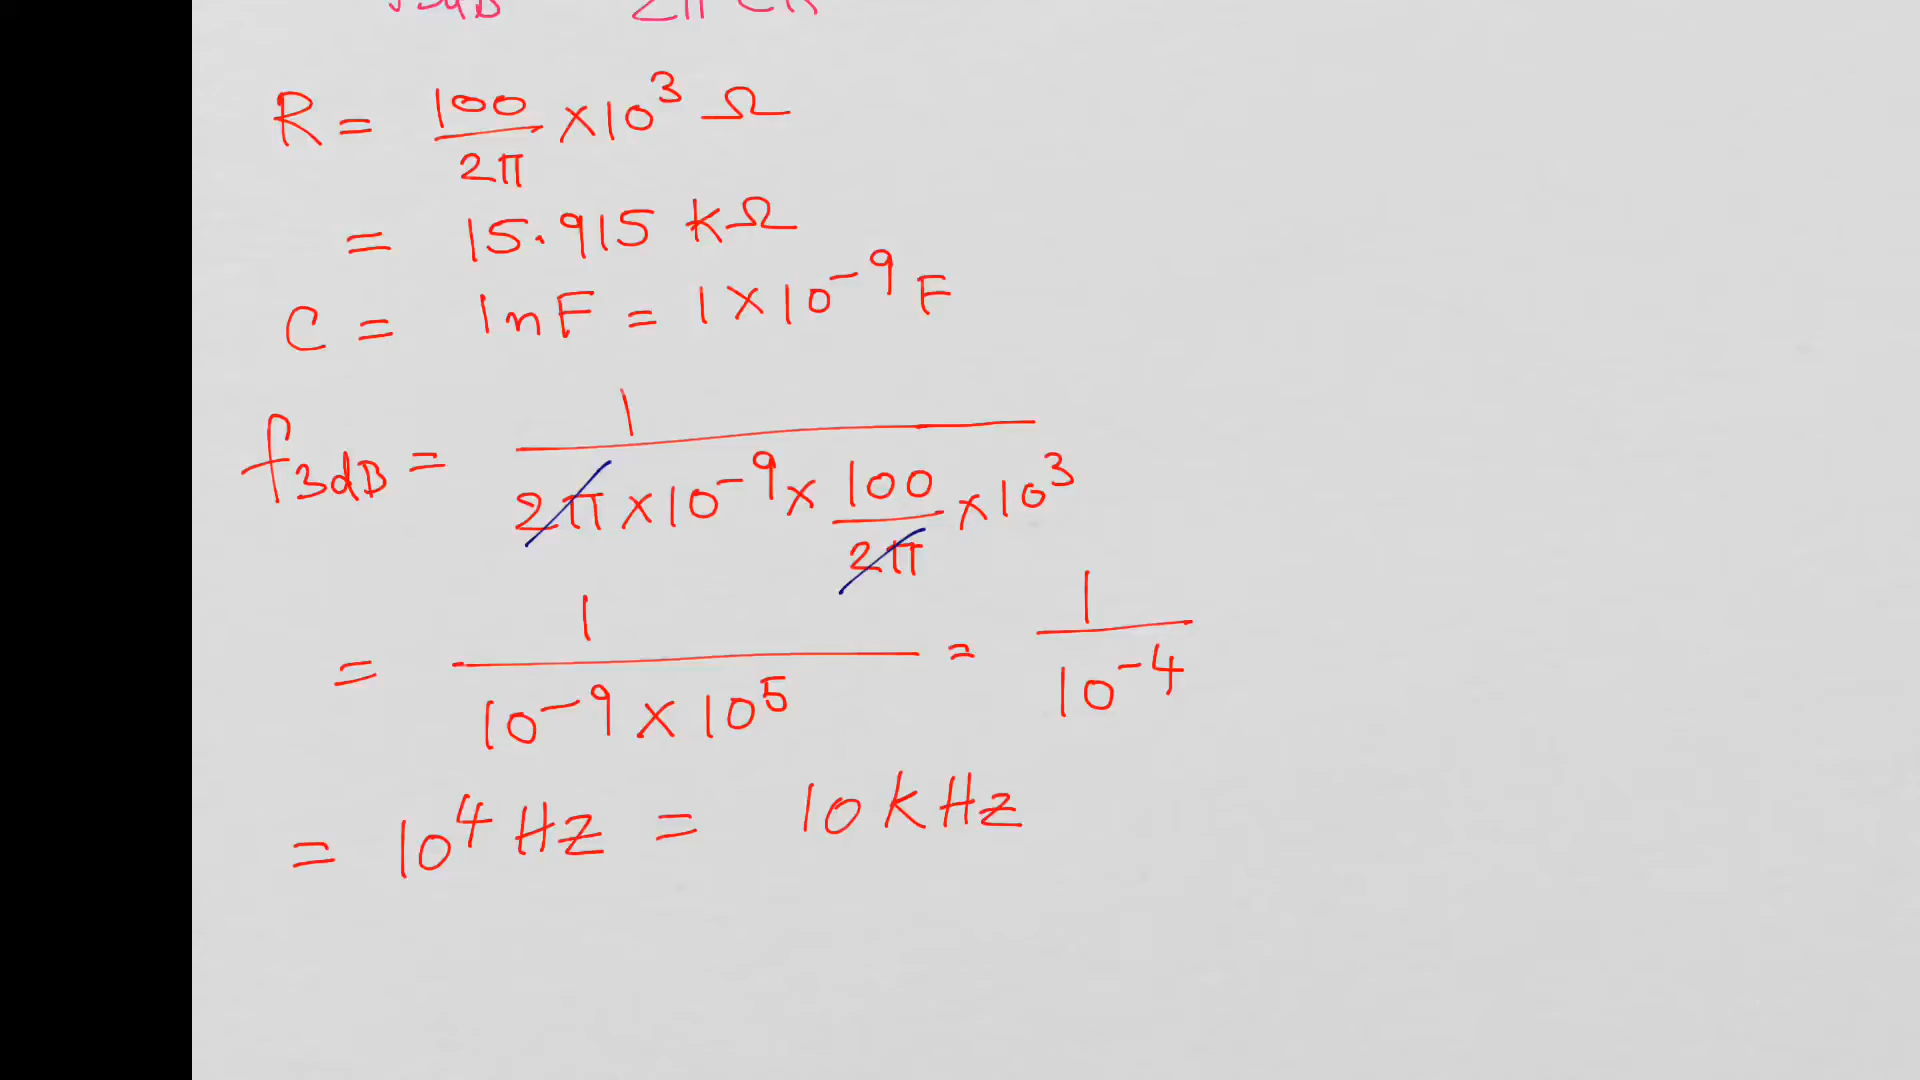 R = 100/2π ×10³ Ω
= 15.915 kΩ
C = 1nF = 1×10⁻⁹ F
f3dB = 1/(2π×10⁻⁹×100/2π×10³)
= 1/(10⁻⁹×10⁵) = 1/10⁻⁴
= 10⁴ Hz = 10 kHz